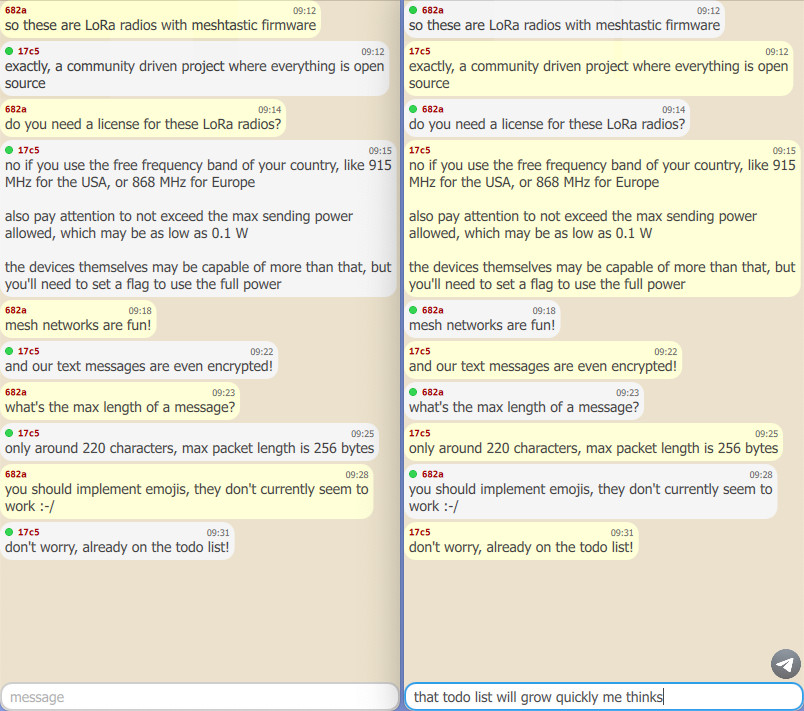 682a 09:12
so these are LoRa radios with meshtastic firmware
17c5 09:12
exactly, a community driven project where everything is open
source
682a 09:14
do you need a license for these LoRa radios?
17c5 09:15
no if you use the free frequency band of your country, like 915
MHz for the USA, or 868 MHz for Europe
also pay attention to not exceed the max sending power
allowed, which may be as low as 0.1 W
the devices themselves may be capable of more than that, but
you'll need to set a flag to use the full power
682a 09:18
mesh networks are fun!
17c5 09:22
and our text messages are even encrypted!
682a 09:23
what's the max length of a message?
17c5 09:25
only around 220 characters, max packet length is 256 bytes
682a 09:28
you should implement emojis, they don't currently seem to
work :-/
17c5 09:31
don't worry, already on the todo list!
message
682a 09:12
so these are LoRa radios with meshtastic firmware
17c5 09:12
exactly, a community driven project where everything is open
source
682a 09:14
do you need a license for these LoRa radios?
17c5 09:15
no if you use the free frequency band of your country, like 915
MHz for the USA, or 868 MHz for Europe
also pay attention to not exceed the max sending power
allowed, which may be as low as 0.1 W
the devices themselves may be capable of more than that, but
you'll need to set a flag to use the full power
682a 09:18
mesh networks are fun!
17c5 09:22
and our text messages are even encrypted!
682a 09:23
what's the max length of a message?
17c5 09:25
only around 220 characters, max packet length is 256 bytes
682a 09:28
you should implement emojis, they don't currently seem to
work :-/
17c5 09:31
don't worry, already on the todo list!
that todo list will grow quickly me thinks